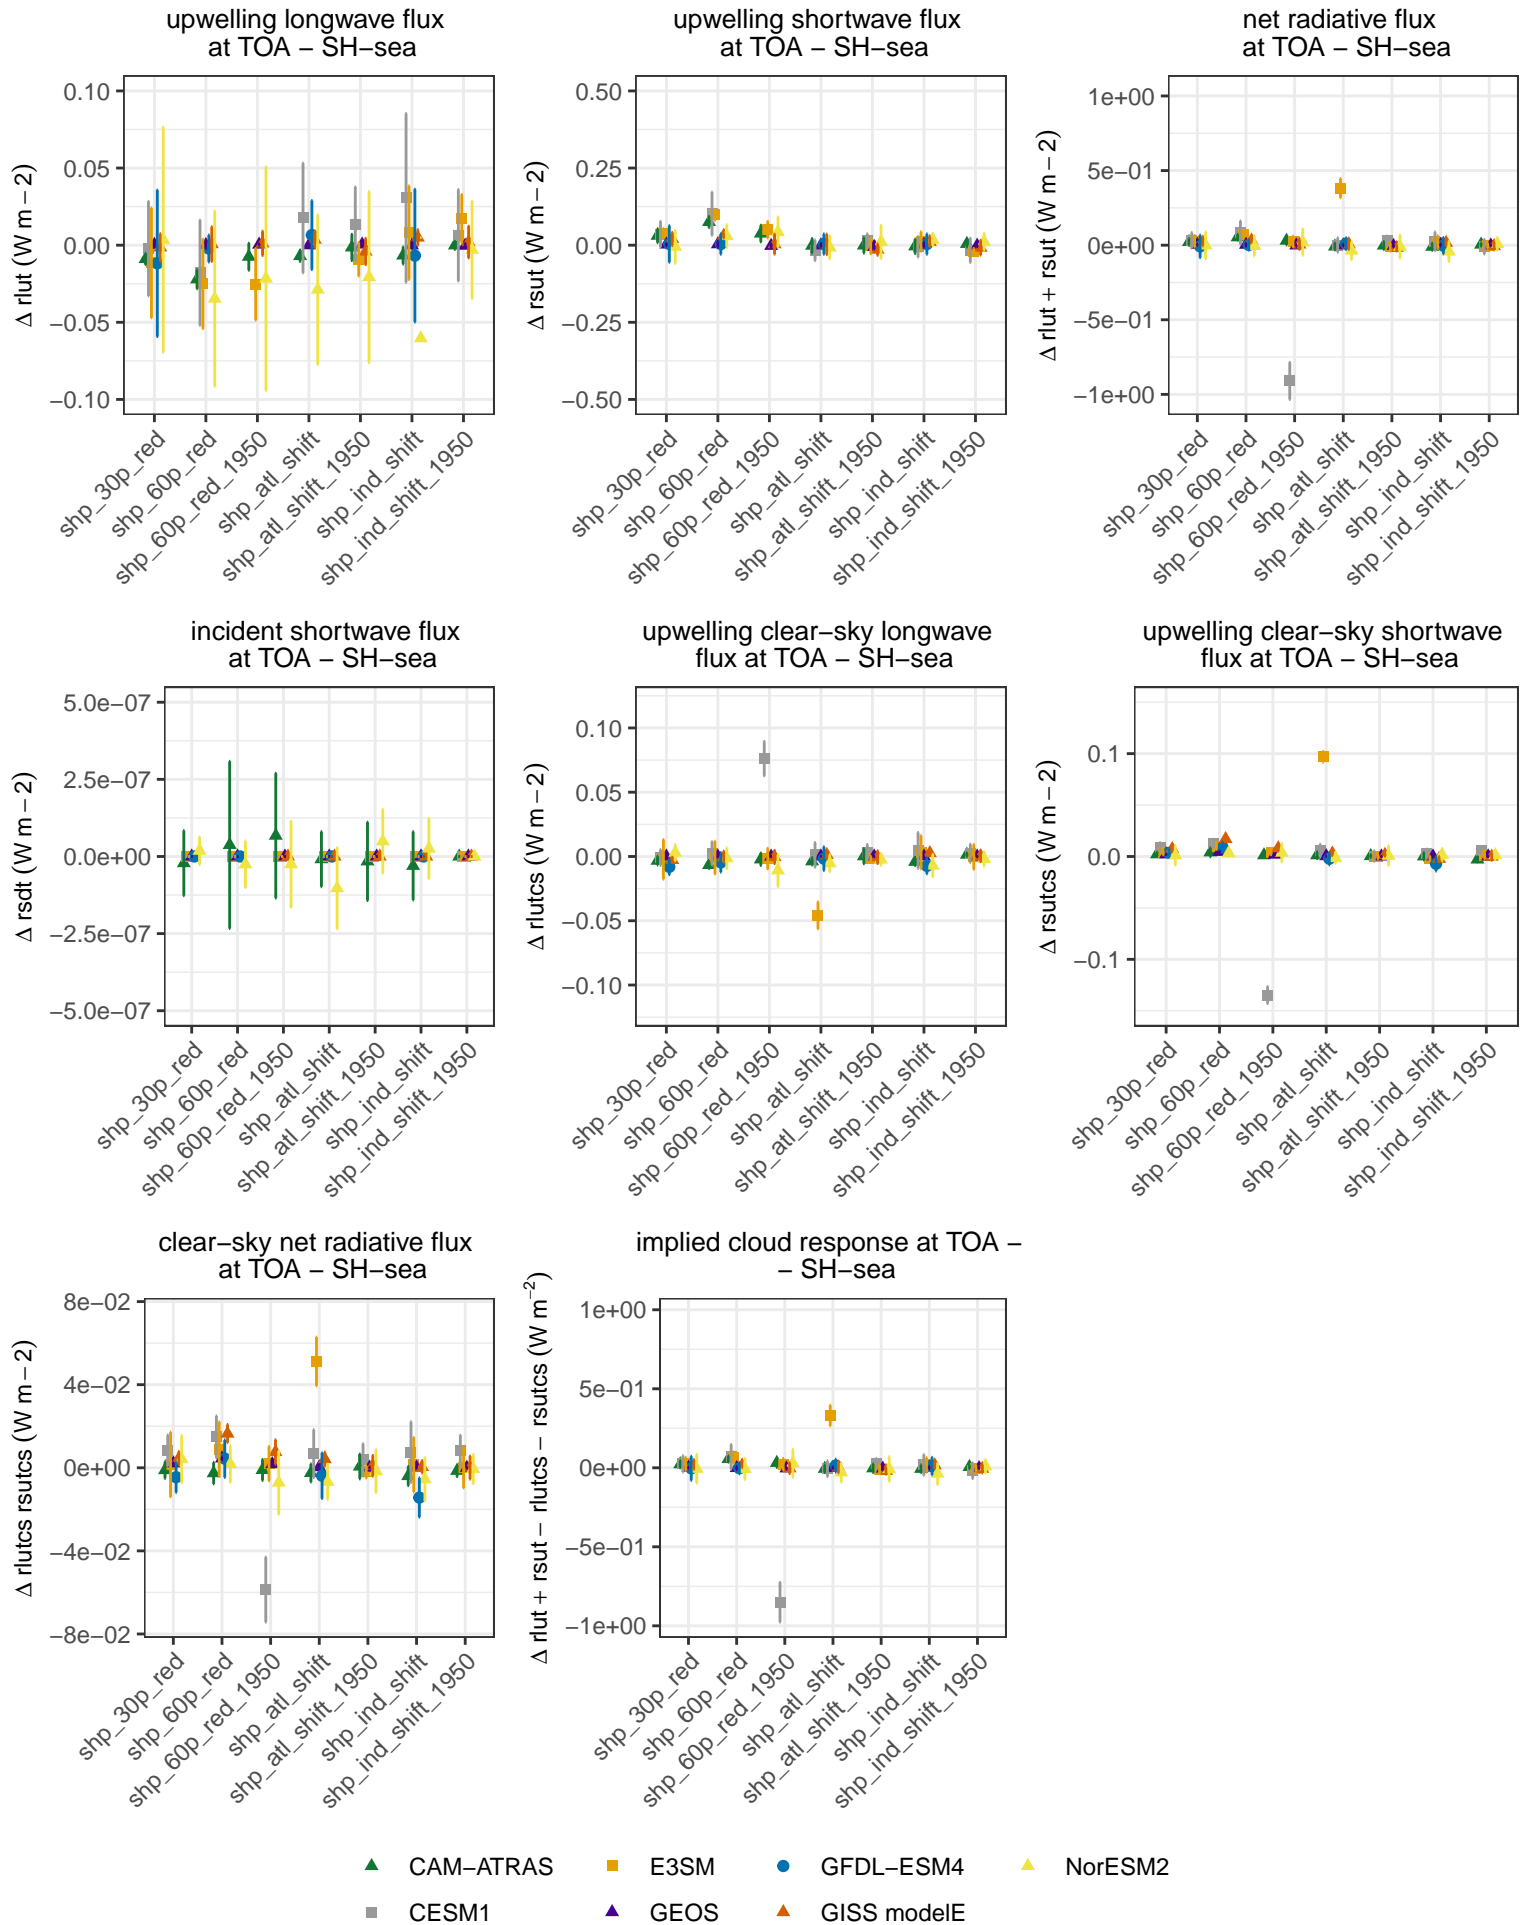 upwelling longwave flux
at TOA − SH−sea
upwelling shortwave flux
at TOA − SH−sea
net radiative flux
at TOA − SH−sea
Δ rlut (W m − 2)
0.10
0.05
0.00
−0.05
−0.10
shp_30p_red
shp_60p_red
shp_60p_red_1950
shp_atl_shift
shp_atl_shift_1950
shp_ind_shift
shp_ind_shift_1950
Δ rsut (W m − 2)
0.50
0.25
0.00
−0.25
−0.50
shp_30p_red
shp_60p_red
shp_60p_red_1950
shp_atl_shift
shp_atl_shift_1950
shp_ind_shift
shp_ind_shift_1950
Δ rlut + rsut (W m − 2)
1e+00
5e−01
0e+00
−5e−01
−1e+00
shp_30p_red
shp_60p_red
shp_60p_red_1950
shp_atl_shift
shp_atl_shift_1950
shp_ind_shift
shp_ind_shift_1950
incident shortwave flux
at TOA − SH−sea
upwelling clear−sky longwave
flux at TOA − SH−sea
upwelling clear−sky shortwave
flux at TOA − SH−sea
Δ rsdt (W m − 2)
5.0e−07
2.5e−07
0.0e+00
−2.5e−07
−5.0e−07
shp_30p_red
shp_60p_red
shp_60p_red_1950
shp_atl_shift
shp_atl_shift_1950
shp_ind_shift
shp_ind_shift_1950
Δ rlutcs (W m − 2)
0.10
0.05
0.00
−0.05
−0.10
shp_30p_red
shp_60p_red
shp_60p_red_1950
shp_atl_shift
shp_atl_shift_1950
shp_ind_shift
shp_ind_shift_1950
Δ rsutcs (W m − 2)
0.1
0.0
−0.1
shp_30p_red
shp_60p_red
shp_60p_red_1950
shp_atl_shift
shp_atl_shift_1950
shp_ind_shift
shp_ind_shift_1950
clear−sky net radiative flux
at TOA − SH−sea
implied cloud response at TOA −
− SH−sea
Δ rlutcs rsutcs (W m − 2)
8e−02
4e−02
0e+00
−4e−02
−8e−02
shp_30p_red
shp_60p_red
shp_60p_red_1950
shp_atl_shift
shp_atl_shift_1950
shp_ind_shift
shp_ind_shift_1950
Δ rlut + rsut − rlutcs − rsutcs (W m⁻²)
1e+00
5e−01
0e+00
−5e−01
−1e+00
shp_30p_red
shp_60p_red
shp_60p_red_1950
shp_atl_shift
shp_atl_shift_1950
shp_ind_shift
shp_ind_shift_1950
CAM−ATRAS E3SM GFDL−ESM4 NorESM2
CESM1 GEOS GISS modelE